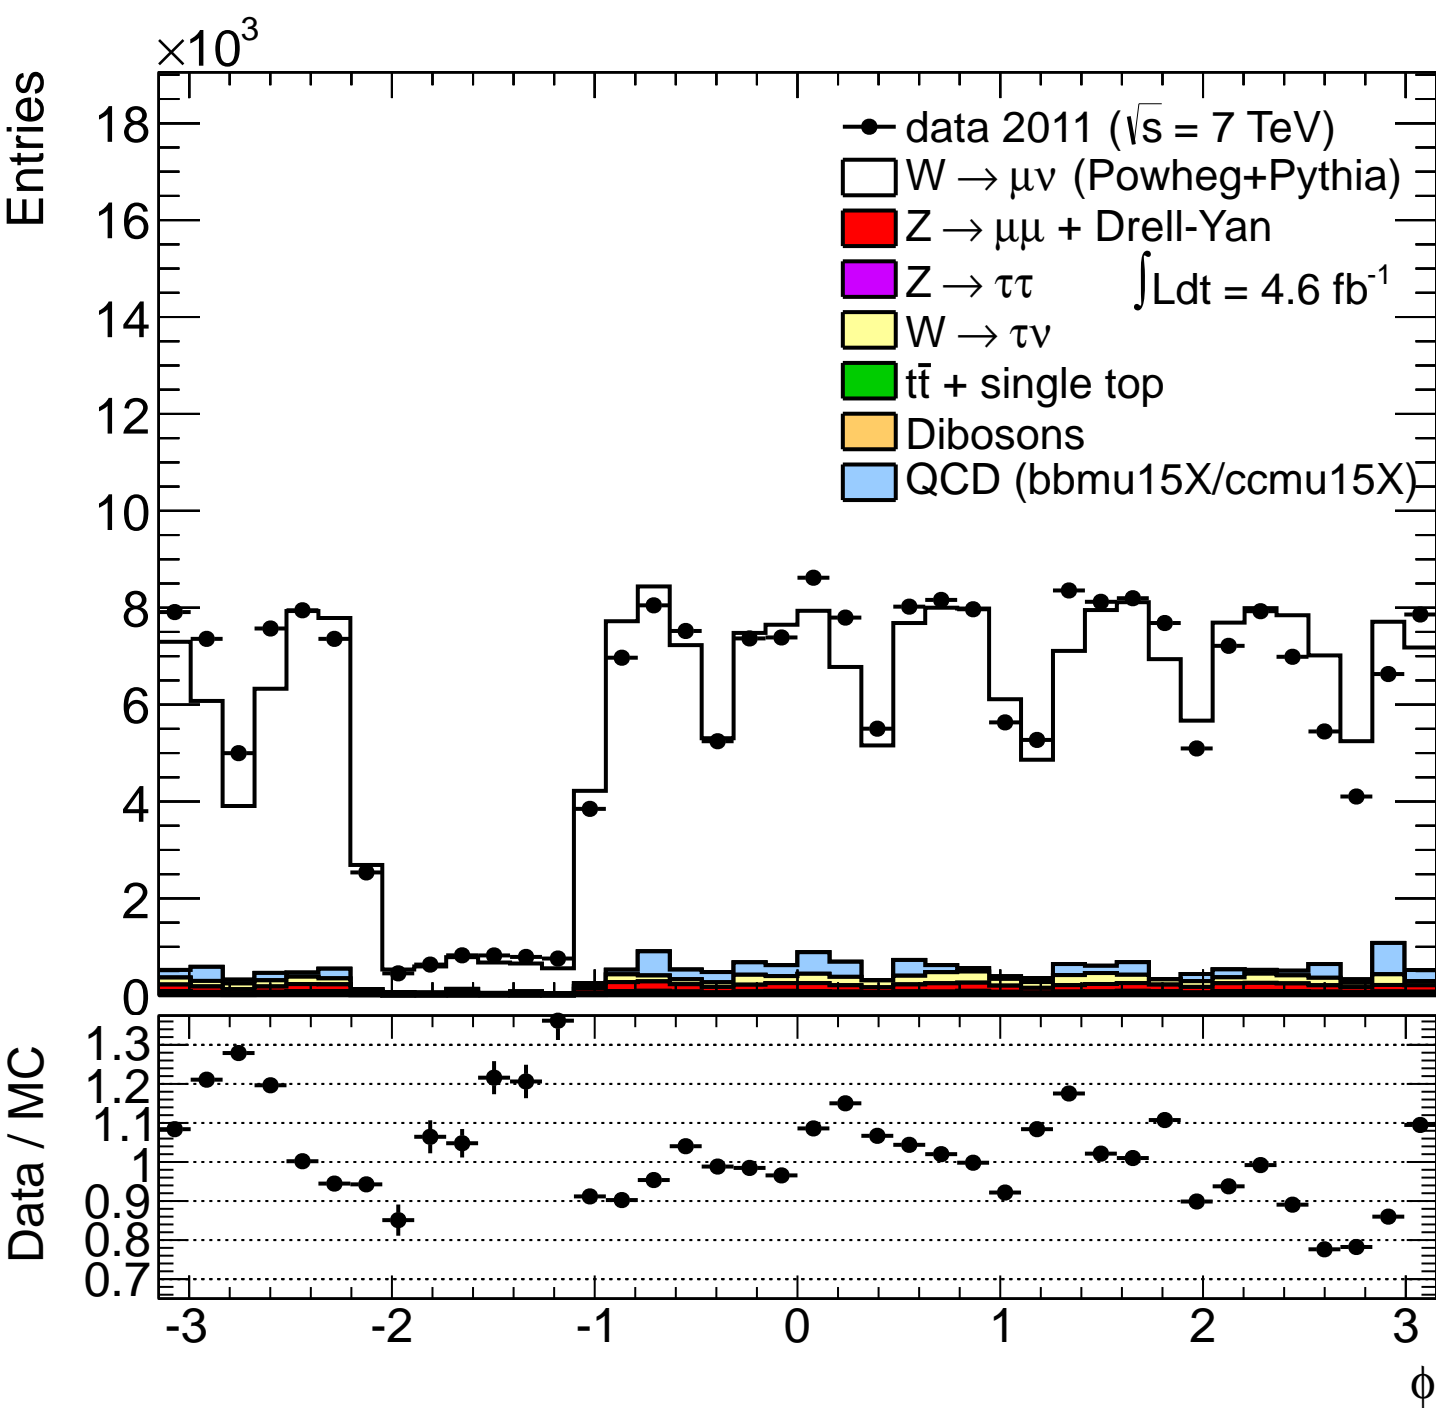 ×10³
Entries
18
16
14
12
10
8
6
4
2
0
data 2011 (√s = 7 TeV)
W → μν (Powheg+Pythia)
Z → μμ + Drell-Yan
Z → ττ
∫Ldt = 4.6 fb⁻¹
W → τν
tt̄ + single top
Dibosons
QCD (bbmu15X/ccmu15X)
Data / MC
1.3
1.2
1.1
1
0.9
0.8
0.7
-3 -2 -1 0 1 2 3
ϕ